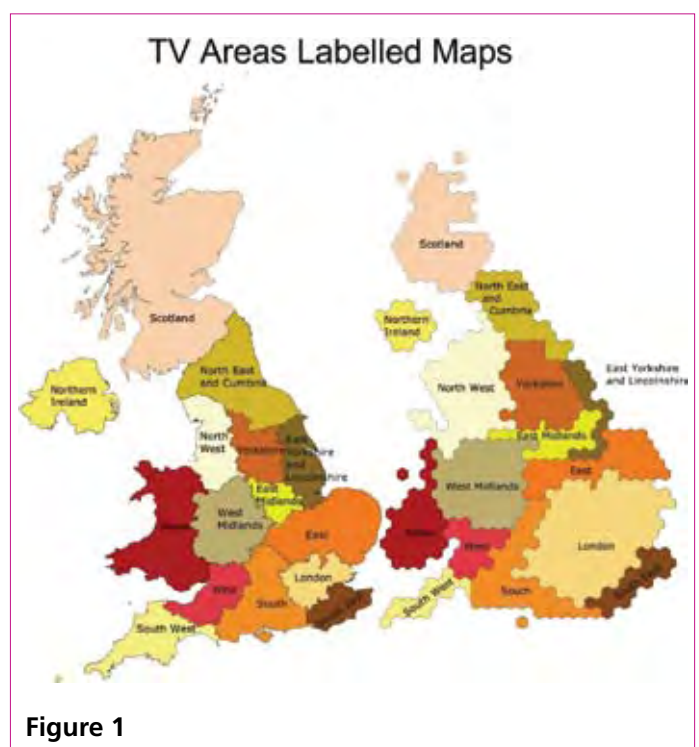 TV Areas Labelled Maps
Scotland
Northern
Ireland
North East
and Cumbria
North
West
Yorkshire
East
Yorkshire
and
Lincolnshire
East
Midlands
West
Midlands
East
West
London
South
South West
Scotland
Northern
Ireland
North East
and
Cumbria
North West
Yorkshire
East Yorkshire
and Lincolnshire
East Midlands
West Midlands
East
London
West
South West
South
Figure 1